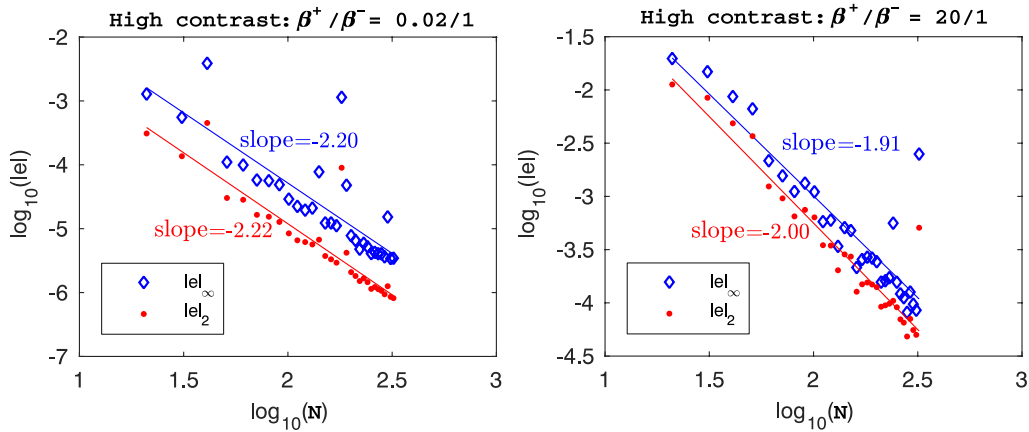 High contrast: β⁺/β⁻ = 0.02/1
-2
-3
-4
-5
-6
-7
log₁₀(|e|)
slope=-2.20
slope=-2.22
|e|∞
|e|₂
1
1.5
2
2.5
3
log₁₀(N)
High contrast: β⁺/β⁻ = 20/1
-1.5
-2
-2.5
-3
-3.5
-4
-4.5
log₁₀(|e|)
slope=-1.91
slope=-2.00
|e|∞
|e|₂
1
1.5
2
2.5
3
log₁₀(N)